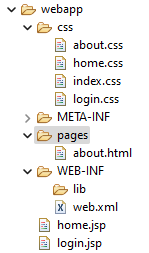 webapp
css
about.css
home.css
index.css
login.css
META-INF
pages
about.html
WEB-INF
lib
web.xml
home.jsp
login.jsp